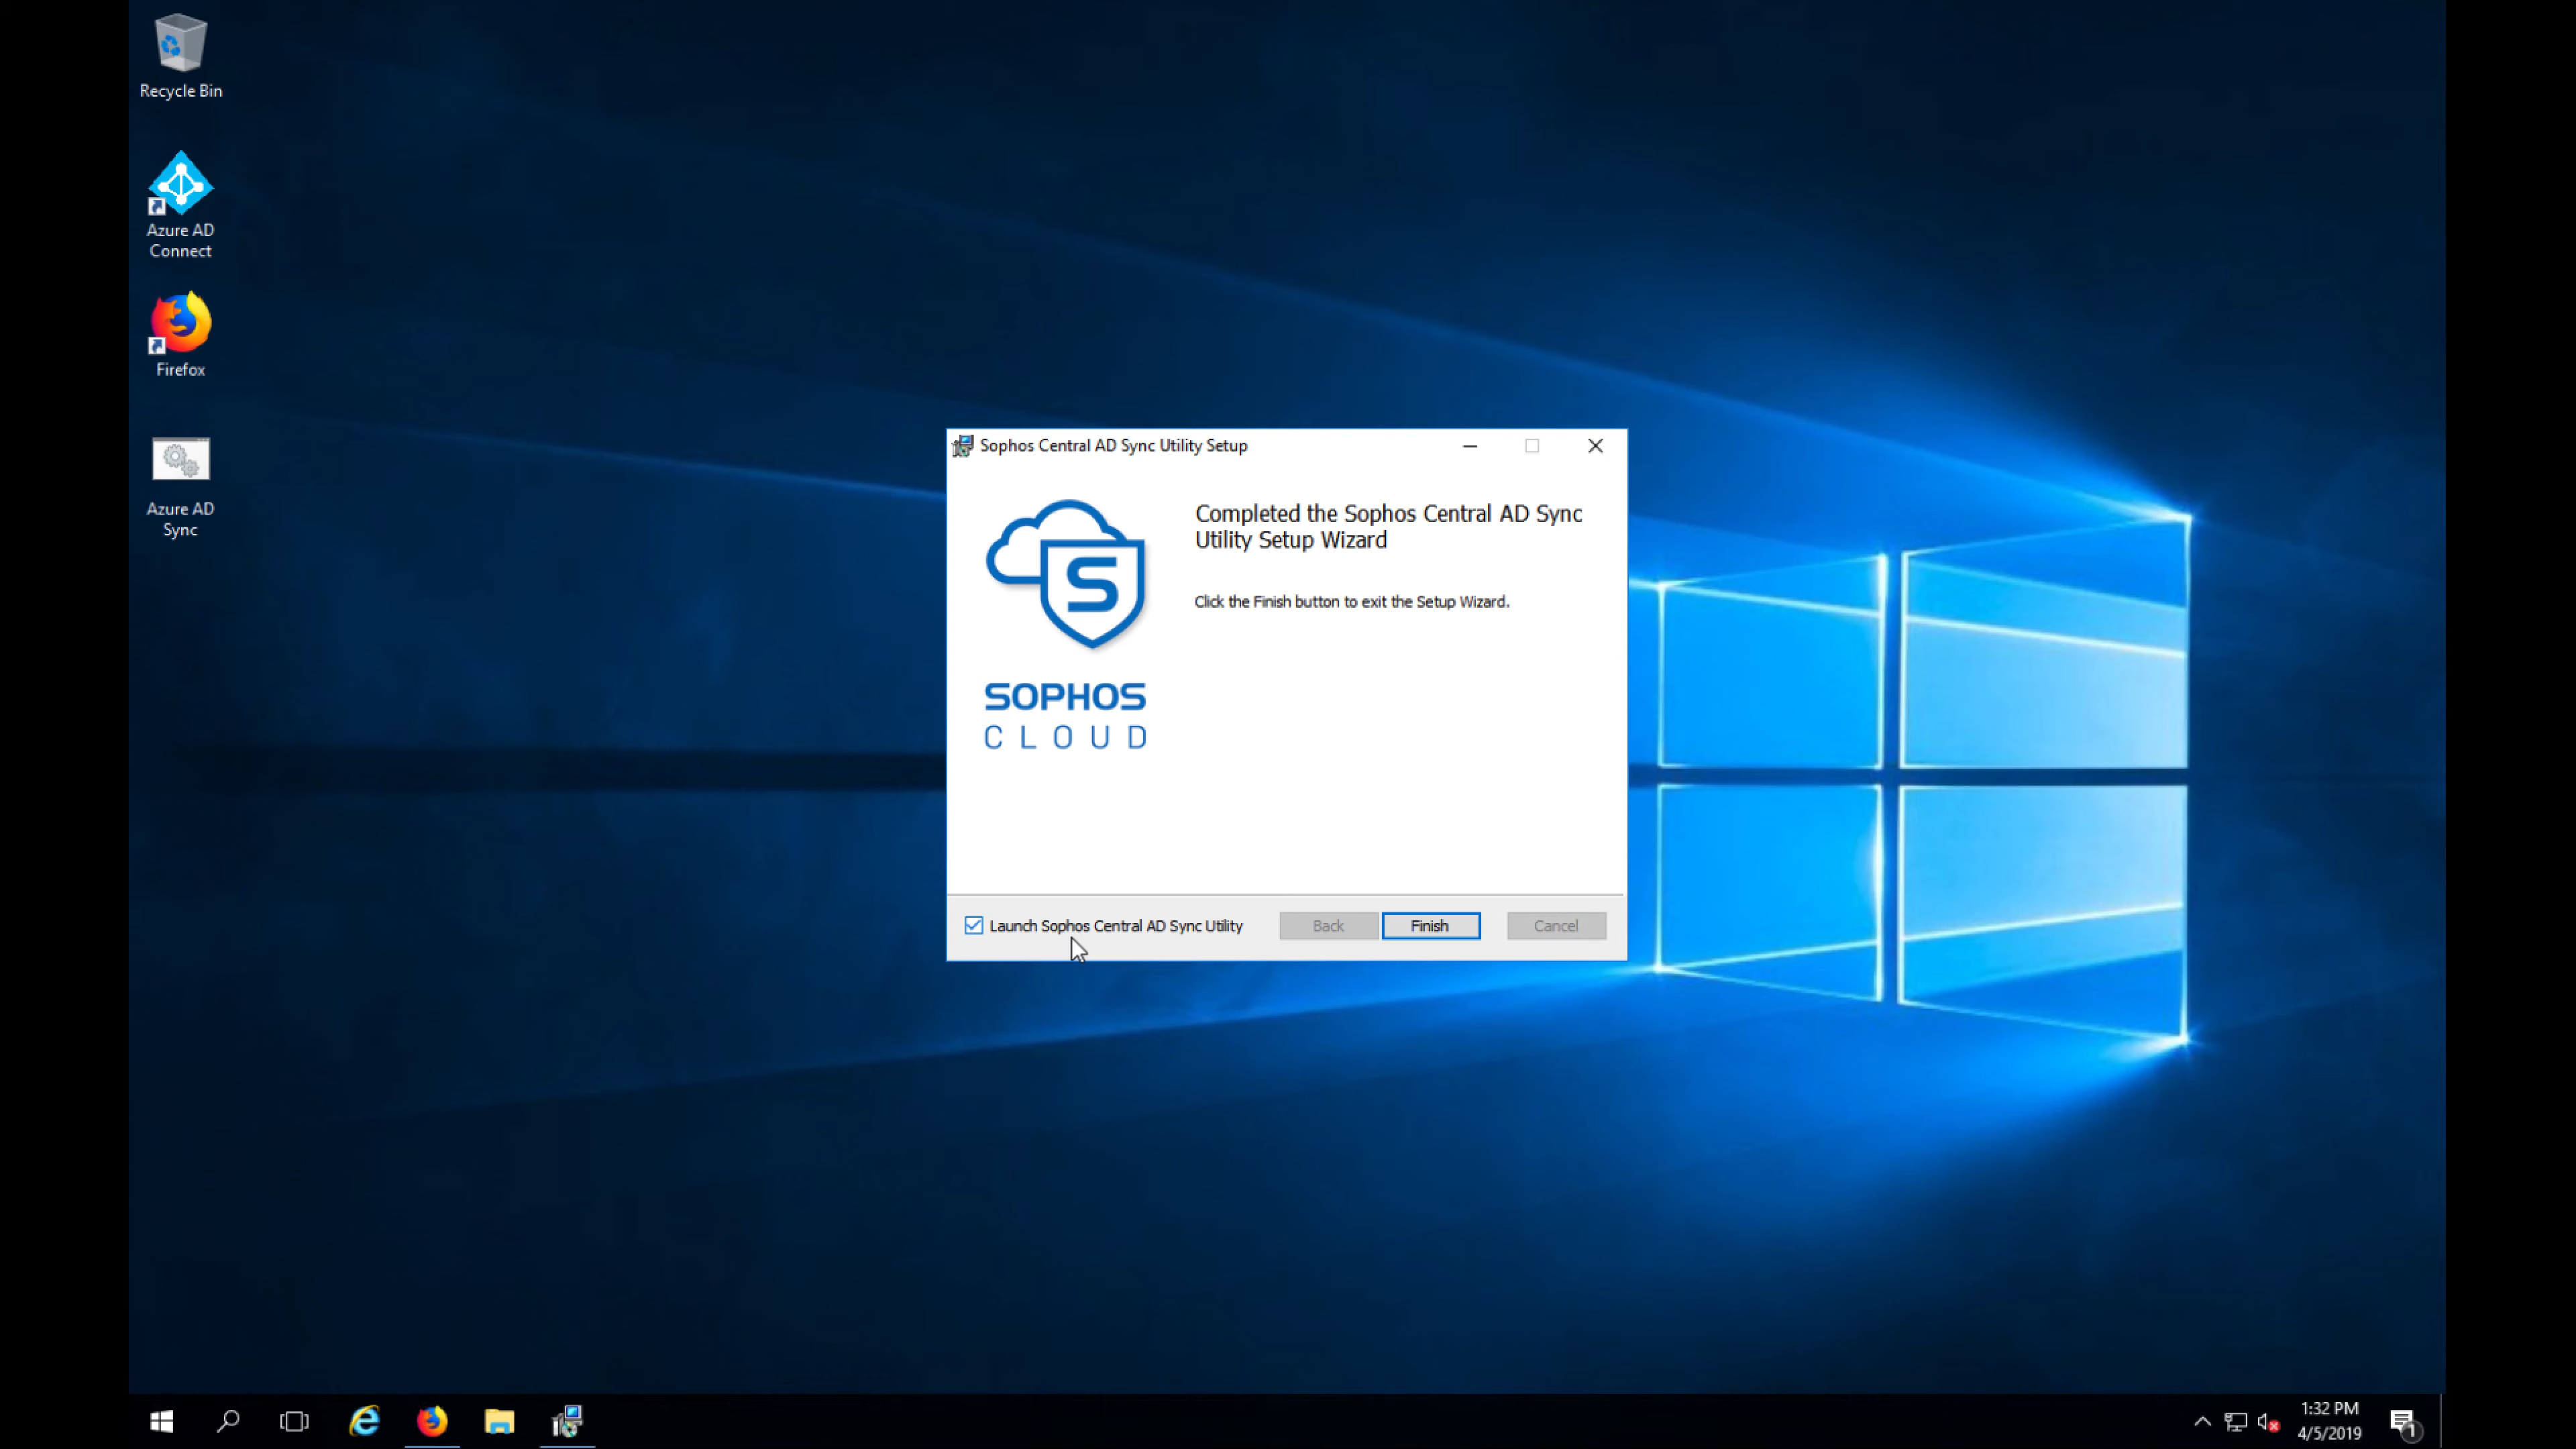 Recycle Bin
Azure AD
Connect
Firefox
Azure AD
Sync
Sophos Central AD Sync Utility Setup
Completed the Sophos Central AD Sync
Utility Setup Wizard
Click the Finish button to exit the Setup Wizard.
S
SOPHOS
CLOUD
Launch Sophos Central AD Sync Utility
Back
Finish
Cancel
1:32 PM
4/5/2019
1